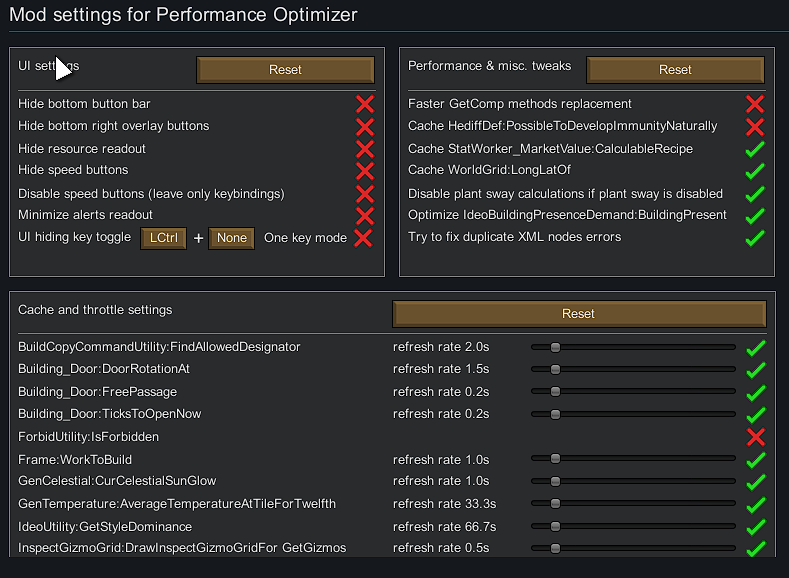 Mod settings for Performance Optimizer
UI settings
Reset
Hide bottom button bar
Hide bottom right overlay buttons
Hide resource readout
Hide speed buttons
Disable speed buttons (leave only keybindings)
Minimize alerts readout
UI hiding key toggle LCtrl + None One key mode
Performance & misc. tweaks
Reset
Faster GetComp methods replacement
Cache HediffDef:PossibleToDevelopImmunityNaturally
Cache StatWorker_MarketValue:CalculableRecipe
Cache WorldGrid:LongLatOf
Disable plant sway calculations if plant sway is disabled
Optimize IdeoBuildingPresenceDemand:BuildingPresent
Try to fix duplicate XML nodes errors
Cache and throttle settings
Reset
BuildCopyCommandUtility:FindAllowedDesignator refresh rate 2.0s
Building_Door:DoorRotationAt refresh rate 1.5s
Building_Door:FreePassage refresh rate 0.2s
Building_Door:TicksToOpenNow refresh rate 0.2s
ForbidUtility:IsForbidden
Frame:WorkToBuild refresh rate 1.0s
GenCelestial:CurCelestialSunGlow refresh rate 1.0s
GenTemperature:AverageTemperatureAtTileForTwelfth refresh rate 33.3s
IdeoUtility:GetStyleDominance refresh rate 66.7s
InspectGizmoGrid:DrawInspectGizmoGridFor GetGizmos refresh rate 0.5s